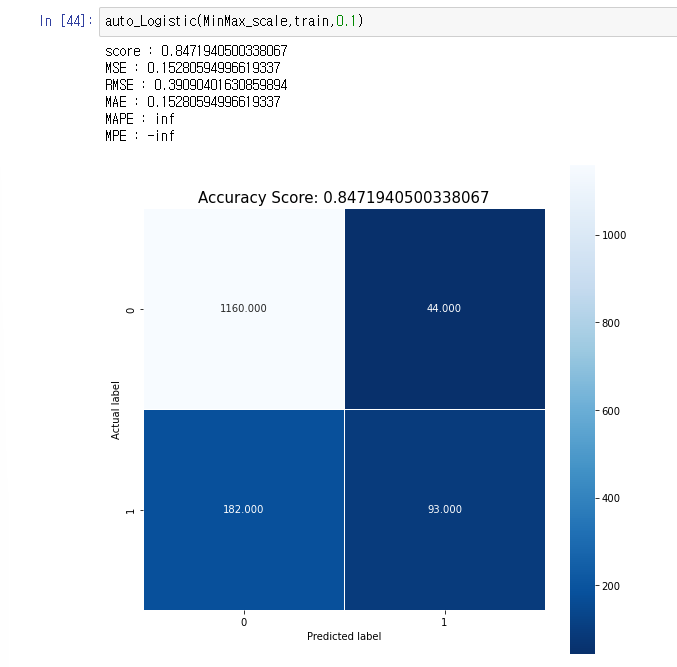 In [44]: auto_Logistic(MinMax_scale,train,0.1)
score : 0.8471940500338067
MSE : 0.15280594996619337
RMSE : 0.39090401630859894
MAE : 0.15280594996619337
MAPE : inf
MPE : -inf
Accuracy Score: 0.8471940500338067
1000
800
600
400
200
0
1160.000
44.000
Actual label
1
182.000
93.000
0
1
Predicted label